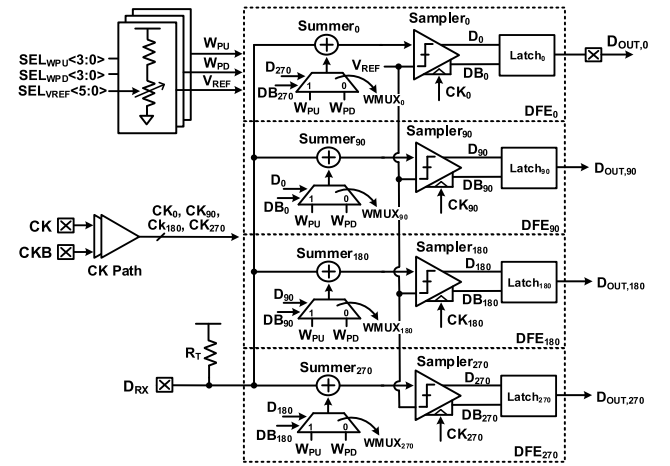 SEL_WPU<3:0>
SEL_WPD<3:0>
SEL_VREF<5:0>
W_PU
W_PD
V_REF
Summer_0
Sampler_0
D_0
DB_0
Latch_0
D_OUT,0
V_REF
D_270
DB_270
1 0
WMUX_0
W_PU W_PD
CK_0
DFE_0
Summer_90
Sampler_90
D_90
DB_90
Latch_90
D_OUT,90
D_0
DB_0
1 0
WMUX_90
W_PU W_PD
CK_90
DFE_90
CK
CKB
CK Path
CK_0, CK_90,
Ck_180, CK_270
Summer_180
Sampler_180
D_180
DB_180
Latch_180
D_OUT,180
D_90
DB_90
1 0
WMUX_180
W_PU W_PD
CK_180
DFE_180
R_T
D_RX
Summer_270
Sampler_270
D_270
DB_270
Latch_270
D_OUT,270
D_180
DB_180
1 0
WMUX_270
W_PU W_PD
CK_270
DFE_270